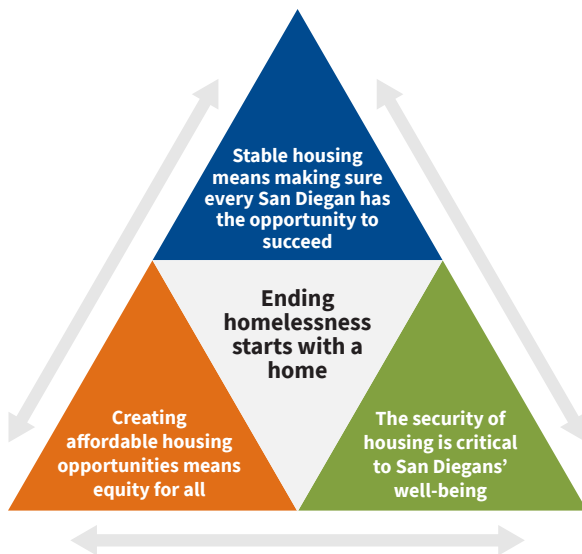 Stable housing
means making sure
every San Diegan has
the opportunity to
succeed
Ending
homelessness
starts with a
home
Creating
affordable housing
opportunities means
equity for all
The security of
housing is critical
to San Diegans’
well-being